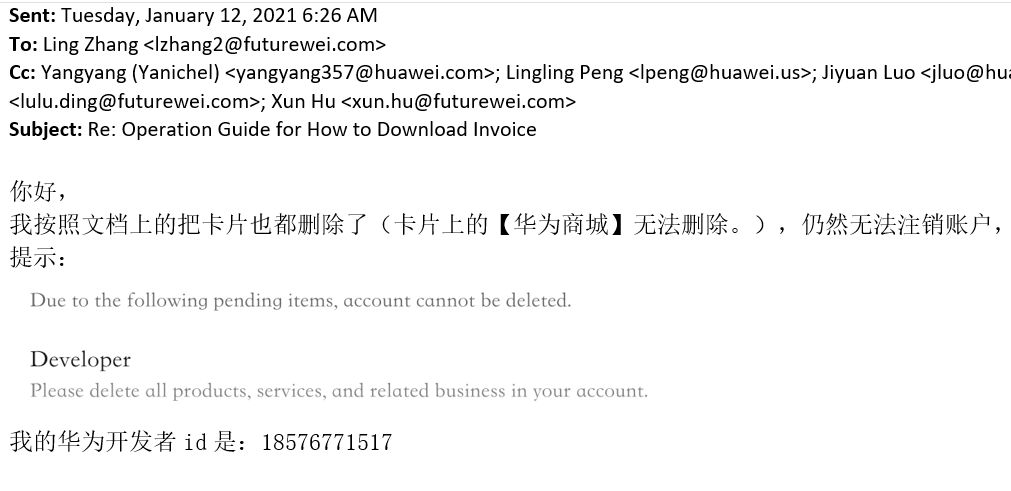 Sent: Tuesday, January 12, 2021 6:26 AM
To: Ling Zhang <lzhang2@futurewei.com>
Cc: Yangyang (Yanichel) <yangyang357@huawei.com>; Lingling Peng <lpeng@huawei.us>; Jiyuan Luo <jluo@hua
<lulu.ding@futurewei.com>; Xun Hu <xun.hu@futurewei.com>
Subject: Re: Operation Guide for How to Download Invoice
你好，
我按照文档上的把卡片也都删除了（卡片上的【华为商城】无法删除。），仍然无法注销账户，
提示：
Due to the following pending items, account cannot be deleted.
Developer
Please delete all products, services, and related business in your account.
我的华为开发者 id 是：18576771517